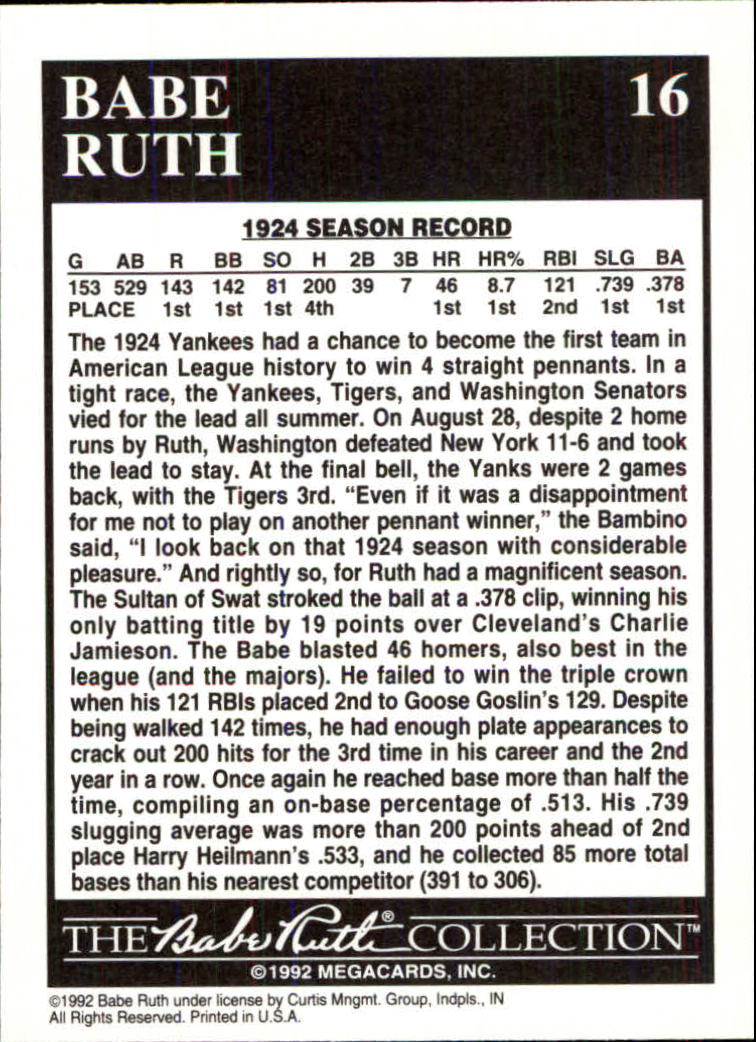 BABE
RUTH
16
1924 SEASON RECORD
G AB R BB SO H 2B 3B HR HR% RBI SLG BA
153 529 143 142 81 200 39 7 46 8.7 121 .739 .378
PLACE 1st 1st 1st 4th 1st 1st 2nd 1st 1st
The 1924 Yankees had a chance to become the first team in
American League history to win 4 straight pennants. In a
tight race, the Yankees, Tigers, and Washington Senators
vied for the lead all summer. On August 28, despite 2 home
runs by Ruth, Washington defeated New York 11-6 and took
the lead to stay. At the final bell, the Yanks were 2 games
back, with the Tigers 3rd. “Even if it was a disappointment
for me not to play on another pennant winner,” the Bambino
said, “I look back on that 1924 season with considerable
pleasure.” And rightly so, for Ruth had a magnificent season.
The Sultan of Swat stroked the ball at a .378 clip, winning his
only batting title by 19 points over Cleveland’s Charlie
Jamieson. The Babe blasted 46 homers, also best in the
league (and the majors). He failed to win the triple crown
when his 121 RBIs placed 2nd to Goose Goslin’s 129. Despite
being walked 142 times, he had enough plate appearances to
crack out 200 hits for the 3rd time in his career and the 2nd
year in a row. Once again he reached base more than half the
time, compiling an on-base percentage of .513. His .739
slugging average was more than 200 points ahead of 2nd
place Harry Heilmann’s .533, and he collected 85 more total
bases than his nearest competitor (391 to 306).
THE Babe Ruth® COLLECTION™
©1992 MEGACARDS, INC.
©1992 Babe Ruth under license by Curtis Mngmt. Group, Indpls., IN
All Rights Reserved. Printed in U.S.A.